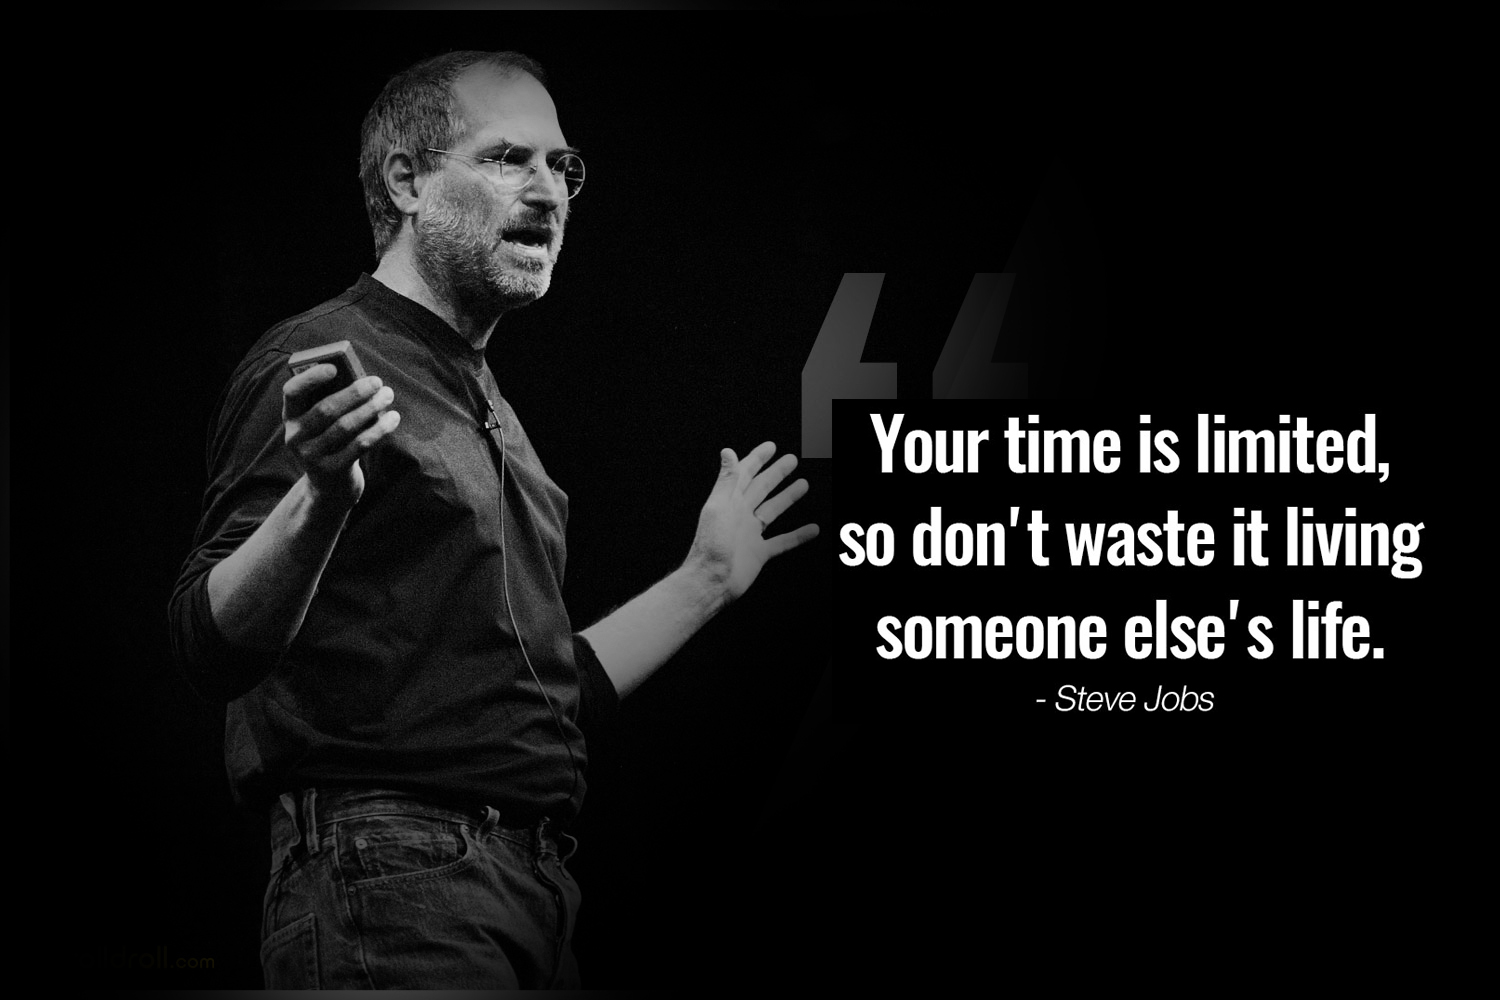 “
Your time is limited,
so don't waste it living
someone else's life.
- Steve Jobs